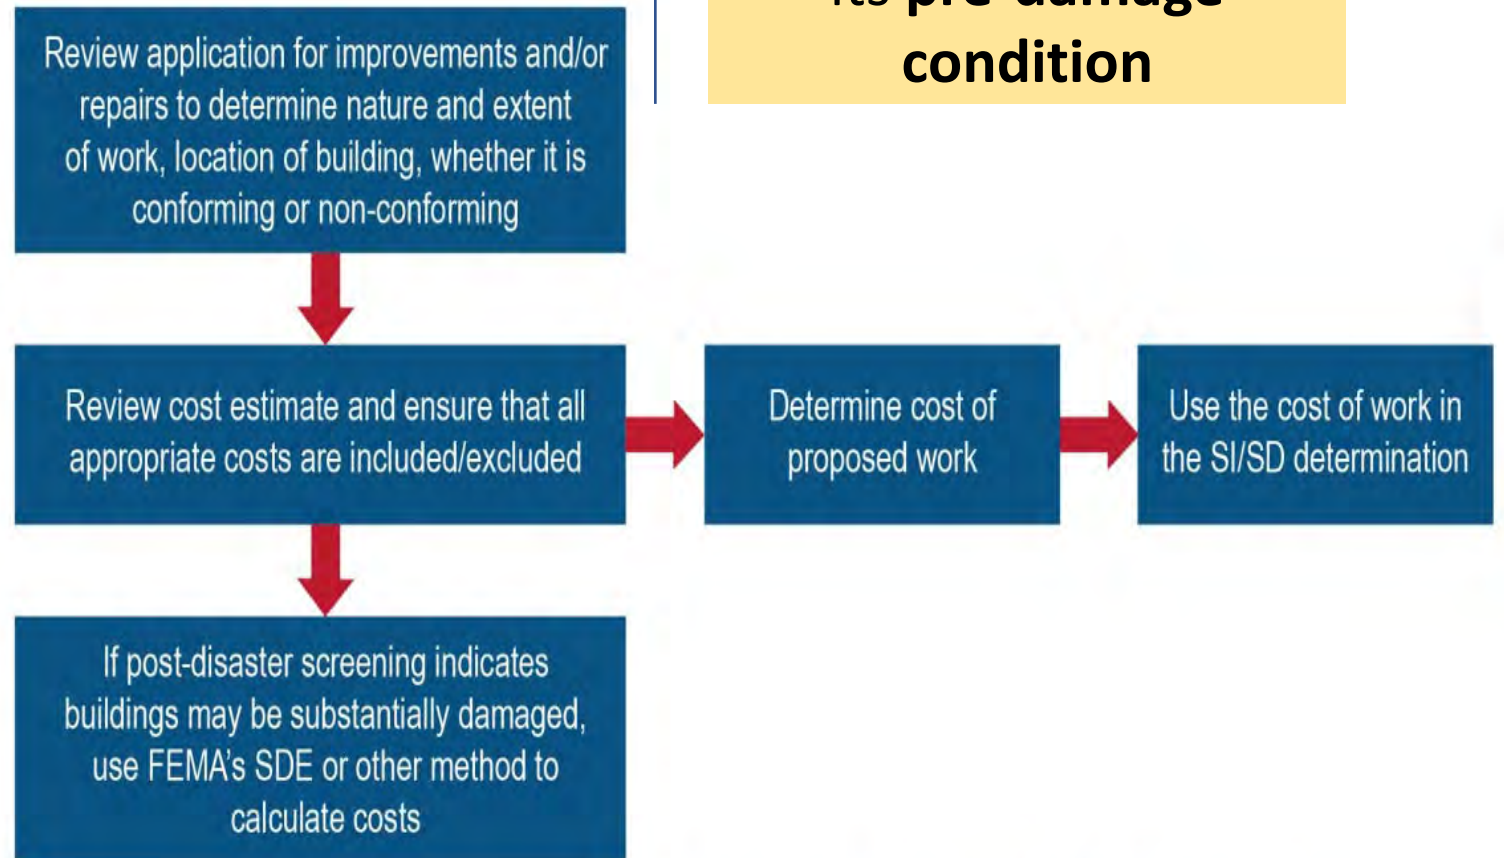 its pre-damage
condition
Review application for improvements and/or
repairs to determine nature and extent
of work, location of building, whether it is
conforming or non-conforming
Review cost estimate and ensure that all
appropriate costs are included/excluded
Determine cost of
proposed work
Use the cost of work in
the SI/SD determination
If post-disaster screening indicates
buildings may be substantially damaged,
use FEMA's SDE or other method to
calculate costs